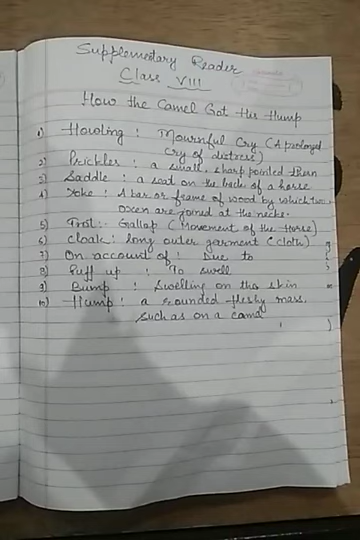 Supplementary Reader
Class VIII
How the Camel Got His Hump
1) Howling : Mournful Cry (A prolonged
cry of distress)
2) Prickles : a small, sharp pointed thorn
3) Saddle : a seat on the back of a horse
4) Yoke : A bar or frame of wood by which two
oxen are joined at the necks.
5) Trot :- Gallop (Movement of the Horse)
6) cloak : long outer garment (cloth)
7) On account of : Due to
8) Puff up : To swell
9) Bump : Swelling on the skin
10) Hump : a rounded fleshy mass,
such as on a camel